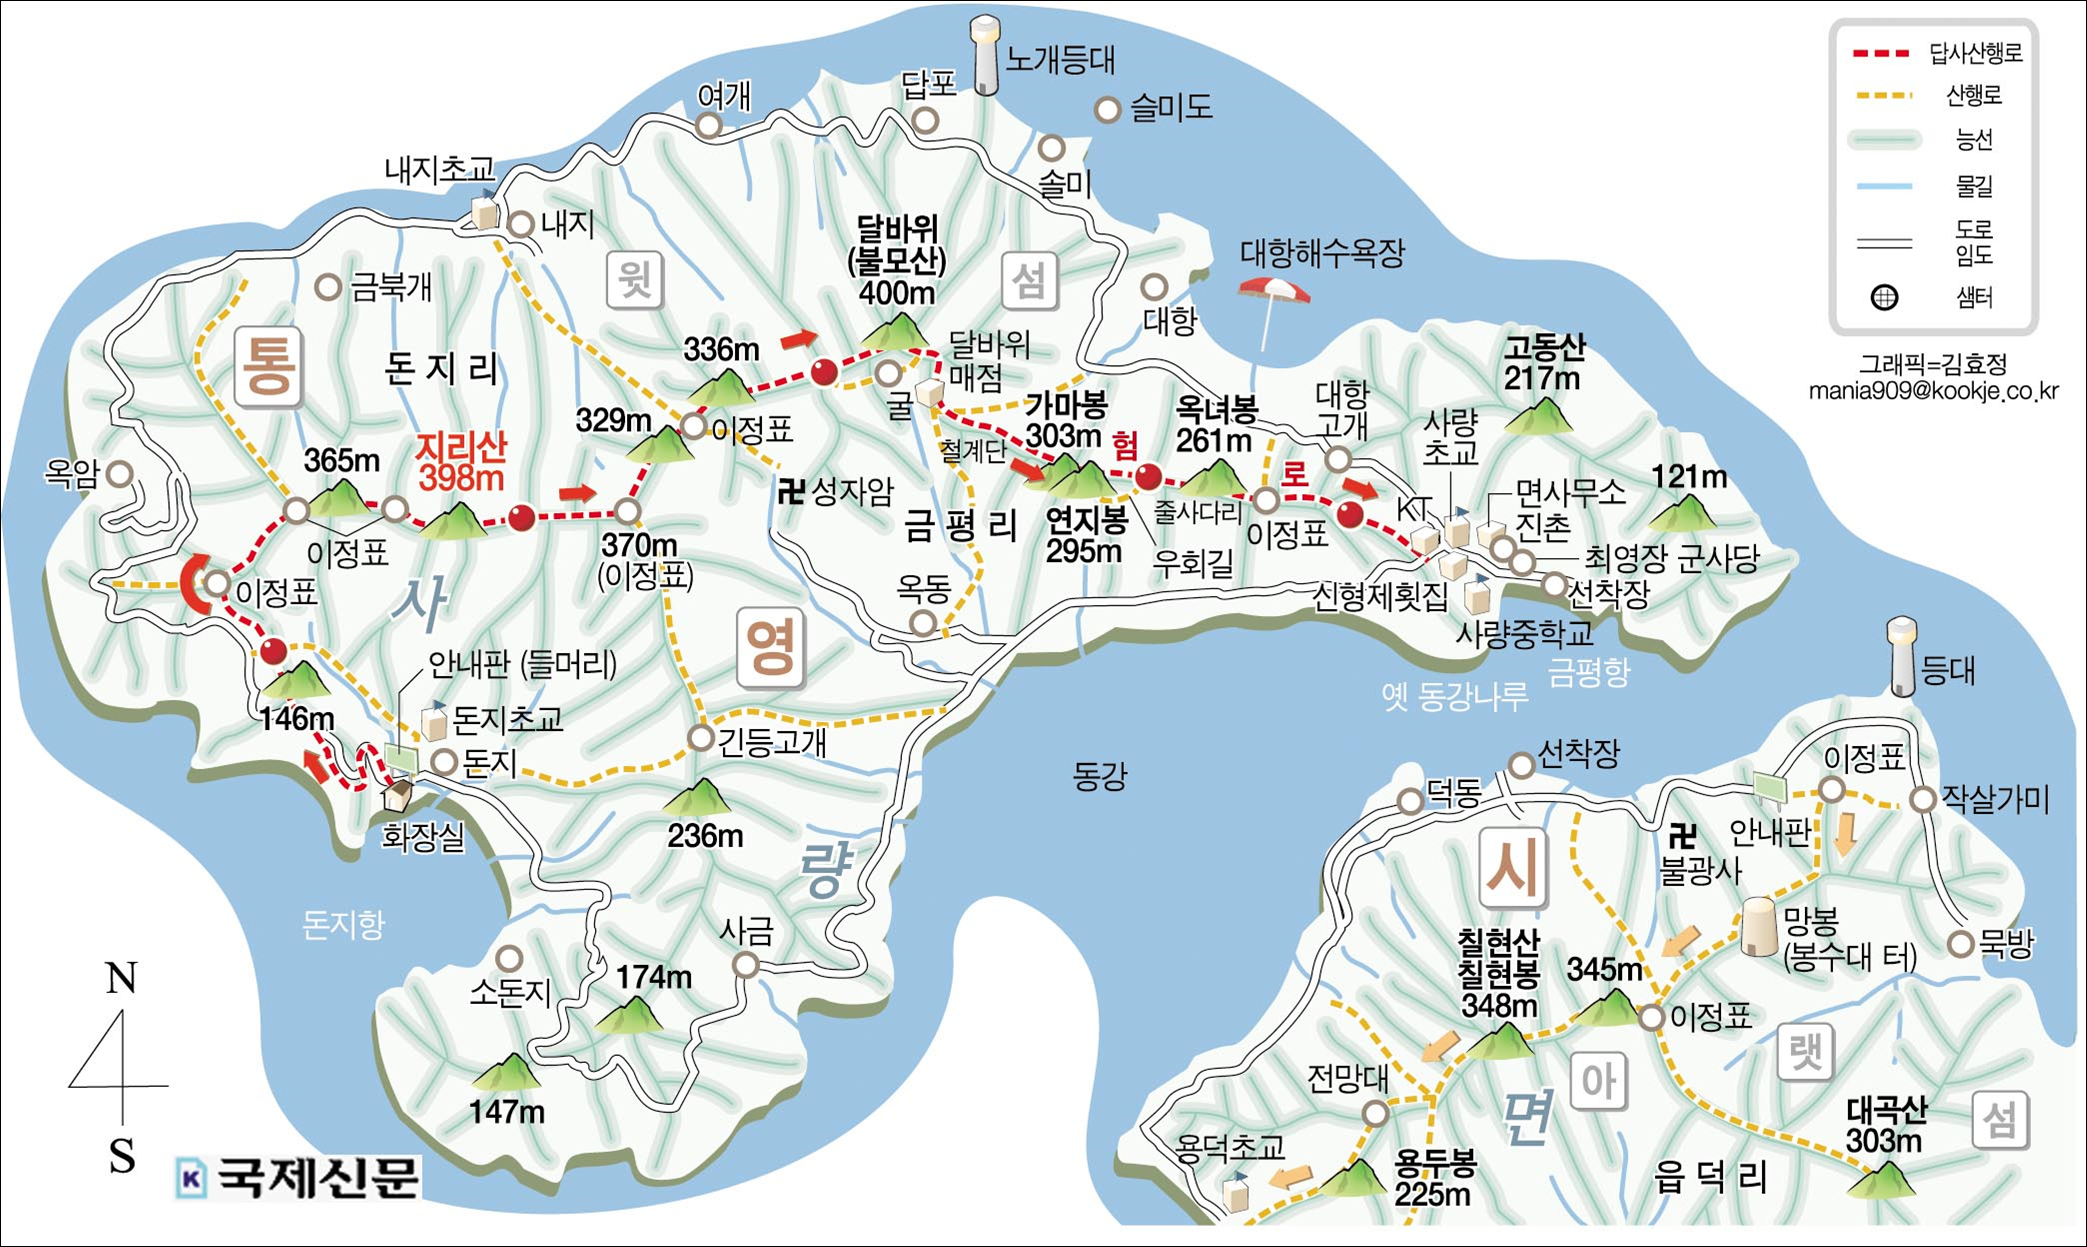 노개등대
답사산행로
답포
여개
산행로
슬미도
능선
내지초교
솔미
물길
내지
달바위
(불모산)
400m
도로
임도
대항해수욕장
윗
섬
금북개
샘터
대항
통
돈지리
336m
달바위
매점
고동산
217m
그래픽=김효정
mania909@kookje.co.kr
굴
가마봉
303m
옥녀봉
261m
대항
고개
사량
초교
329m
이정표
철계단
험
지리산
398m
365m
옥암
로
121m
성자암
금평리
연지봉
295m
줄사다리
이정표
KT
면사무소
진촌
이정표
370m
(이정표)
우회길
최영장 군사당
이정표
사
옥동
신형제횟집
선착장
사량중학교
영
안내판 (들머리)
금평항
옛 동강나루
등대
146m
돈지초교
돈지
긴등고개
동강
선착장
이정표
덕동
작살가미
화장실
236m
안내판
량
시
불광사
돈지항
사금
망봉
(봉수대 터)
묵방
칠현산
칠현봉
348m
345m
174m
소돈지
이정표
N
랫
전망대
아
면
147m
대곡산
303m
섬
S
용덕초교
용두봉
225m
읍덕리
K 국제신문